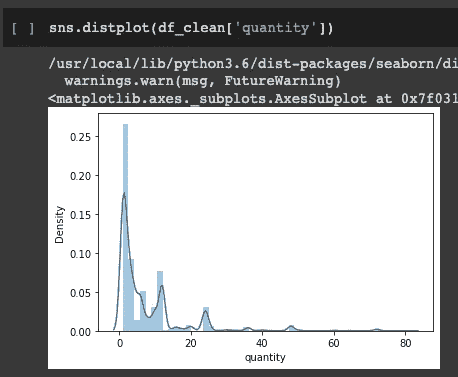 [ ] sns.distplot(df_clean['quantity'])
/usr/local/lib/python3.6/dist-packages/seaborn/di
warnings.warn(msg, FutureWarning)
<matplotlib.axes._subplots.AxesSubplot at 0x7f031
0.25
0.20
0.15
0.10
0.05
0.00
Density
0 20 40 60 80
quantity